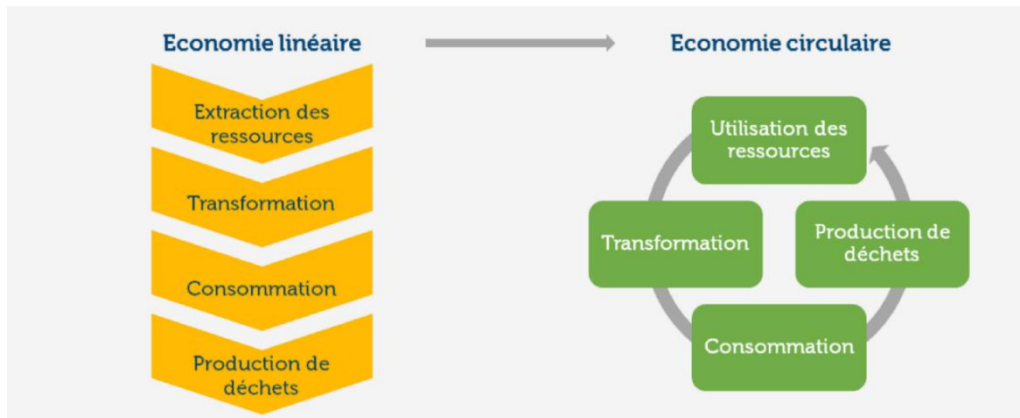 Economie linéaire
Extraction des
ressources
Transformation
Consommation
Production de
déchets
Economie circulaire
Utilisation des
ressources
Transformation
Production de
déchets
Consommation